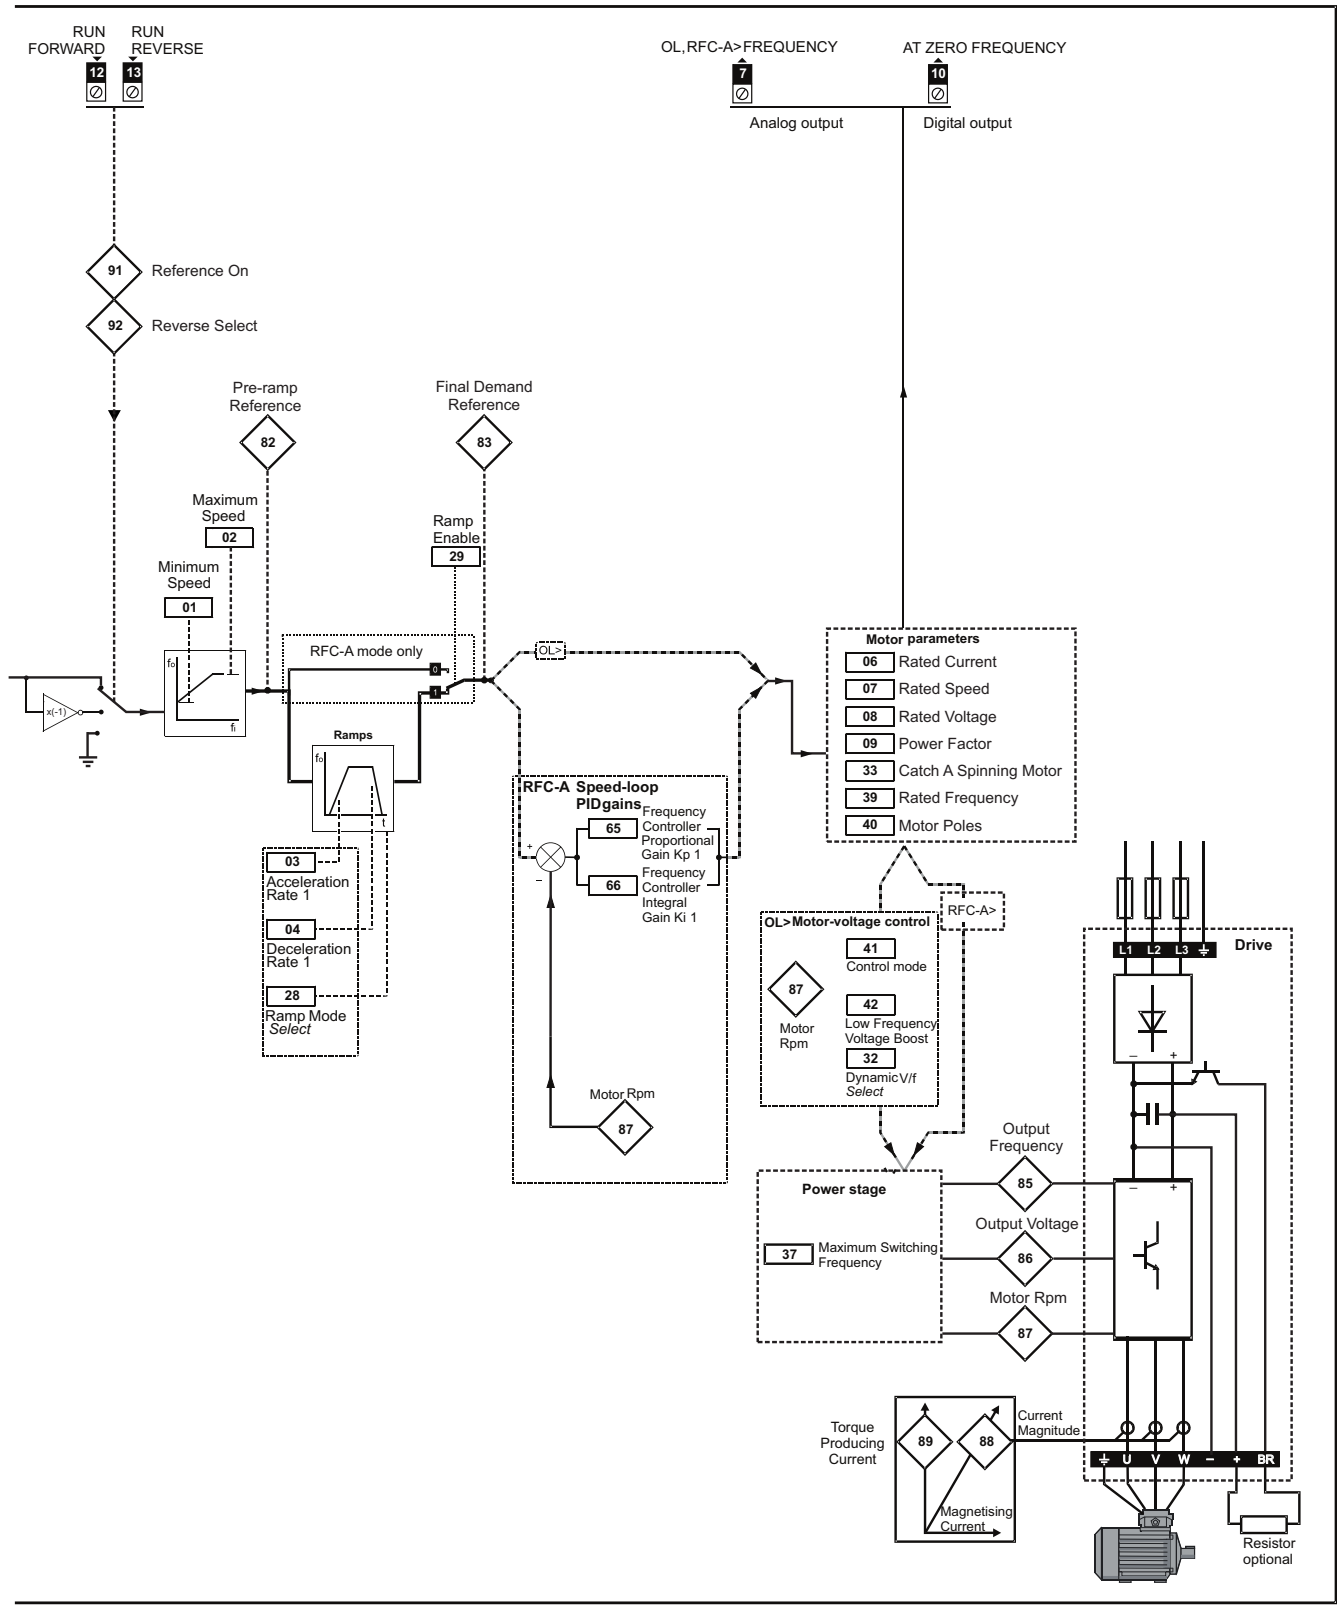 RUN
FORWARD
RUN
REVERSE
12
13
OL,RFC-A>FREQUENCY
AT ZERO FREQUENCY
7
10
Analog output
Digital output
91
Reference On
92
Reverse Select
Pre-ramp
Reference
82
Final Demand
Reference
83
Maximum
Speed
02
Minimum
Speed
01
Ramp
Enable
29
RFC-A mode only
0
1
OL>
x(-1)
fo
fi
Ramps
fo
t
03
Acceleration
Rate 1
04
Deceleration
Rate 1
28
Ramp Mode
Select
RFC-A Speed-loop
PIDgains
+
−
65
Frequency
Controller
Proportional
Gain Kp 1
66
Frequency
Controller
Integral
Gain Ki 1
Motor Rpm
87
Motor parameters
06 Rated Current
07 Rated Speed
08 Rated Voltage
09 Power Factor
33 Catch A Spinning Motor
39 Rated Frequency
40 Motor Poles
RFC-A>
OL> Motor-voltage control
41
Control mode
87
Motor
Rpm
42
Low Frequency
Voltage Boost
32
Dynamic V/f
Select
Power stage
37 Maximum Switching
Frequency
Output
Frequency
85
Output Voltage
86
Motor Rpm
87
Drive
L1 L2 L3
− +
− +
Torque
Producing
Current
89
88
Current
Magnitude
Magnetising
Current
U V W − + BR
Resistor
optional